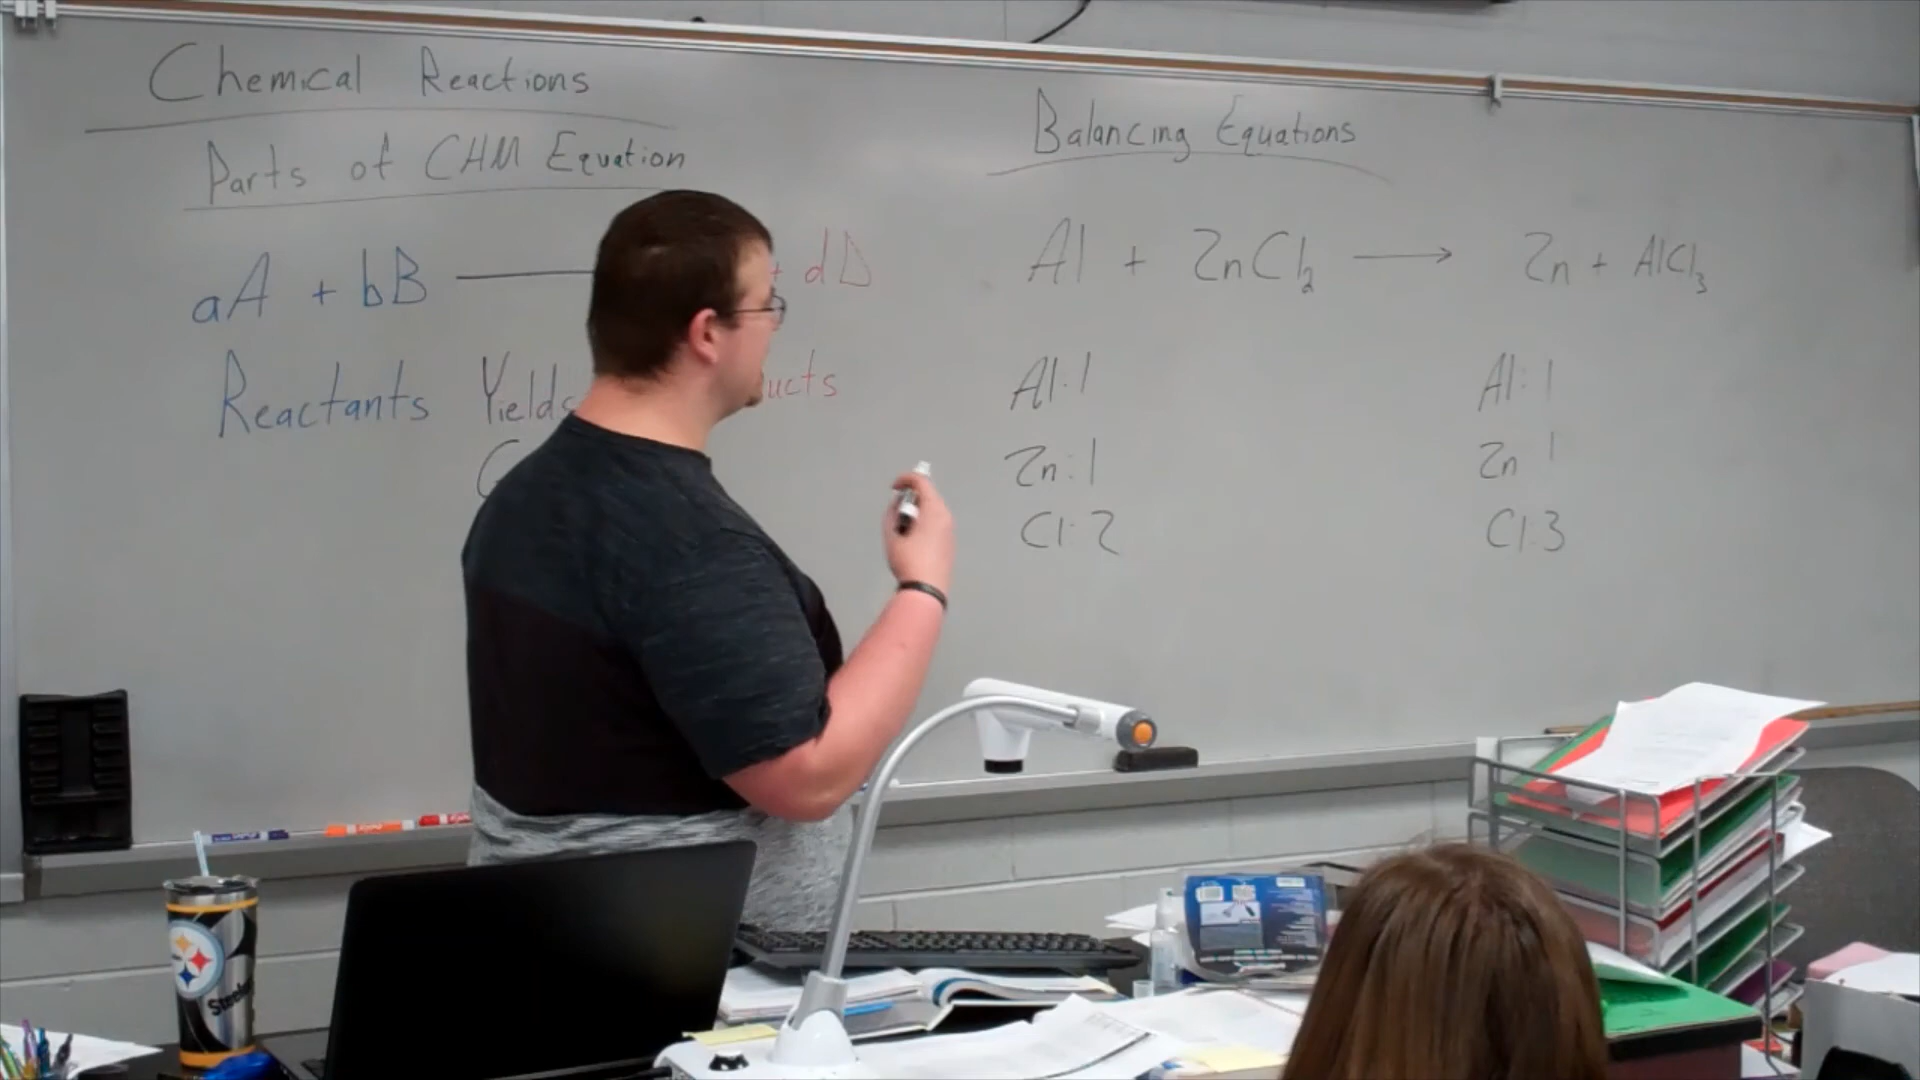 Chemical Reactions
Parts of CHM Equation
aA + bB + dD
Reactants Yields ucts
Balancing Equations
Al + ZnCl₂ → Zn + AlCl₃
Al: 1 Al: 1
Zn: 1 Zn 1
Cl: 2 Cl: 3
Steelers